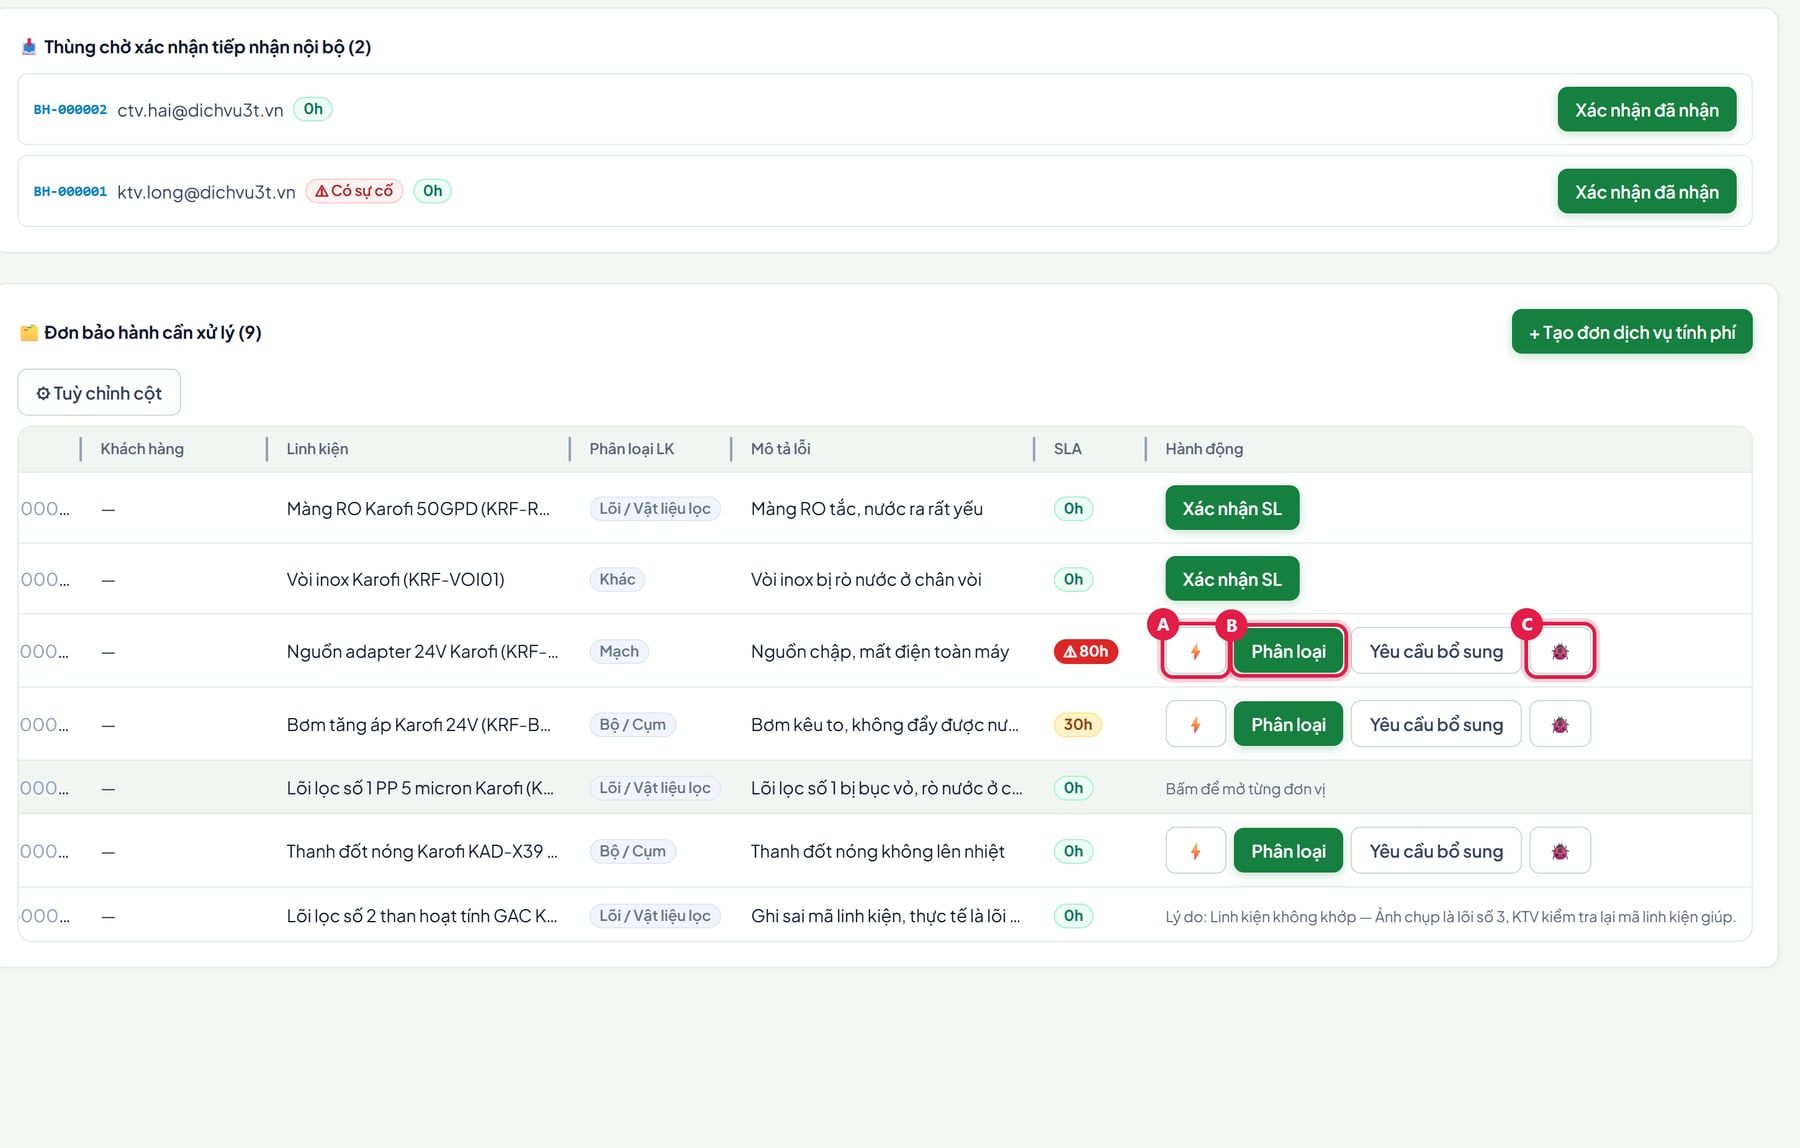 Thùng chờ xác nhận tiếp nhận nội bộ (2)
BH-000002 ctv.hai@dichvu3t.vn 0h Xác nhận đã nhận
BH-000001 ktv.long@dichvu3t.vn ⚠ Có sự cố 0h Xác nhận đã nhận
Đơn bảo hành cần xử lý (9) + Tạo đơn dịch vụ tính phí
Tuỳ chỉnh cột
Khách hàng Linh kiện Phân loại LK Mô tả lỗi SLA Hành động
000... — Màng RO Karofi 50GPD (KRF-R... Lõi / Vật liệu lọc Màng RO tắc, nước ra rất yếu 0h Xác nhận SL
000... — Vòi inox Karofi (KRF-VOI01) Khác Vòi inox bị rò nước ở chân vòi 0h Xác nhận SL
A B C
000... — Nguồn adapter 24V Karofi (KRF-... Mạch Nguồn chập, mất điện toàn máy ⚠ 80h Phân loại Yêu cầu bổ sung
000... — Bơm tăng áp Karofi 24V (KRF-B... Bộ / Cụm Bơm kêu to, không đẩy được nư... 30h Phân loại Yêu cầu bổ sung
000... — Lõi lọc số 1 PP 5 micron Karofi (K... Lõi / Vật liệu lọc Lõi lọc số 1 bị bục vỏ, rò nước ở c... 0h Bấm để mở từng đơn vị
000... — Thanh đốt nóng Karofi KAD-X39 ... Bộ / Cụm Thanh đốt nóng không lên nhiệt 0h Phân loại Yêu cầu bổ sung
000... — Lõi lọc số 2 than hoạt tính GAC K... Lõi / Vật liệu lọc Ghi sai mã linh kiện, thực tế là lõi ... 0h Lý do: Linh kiện không khớp — Ảnh chụp là lõi số 3, KTV kiểm tra lại mã linh kiện giúp.